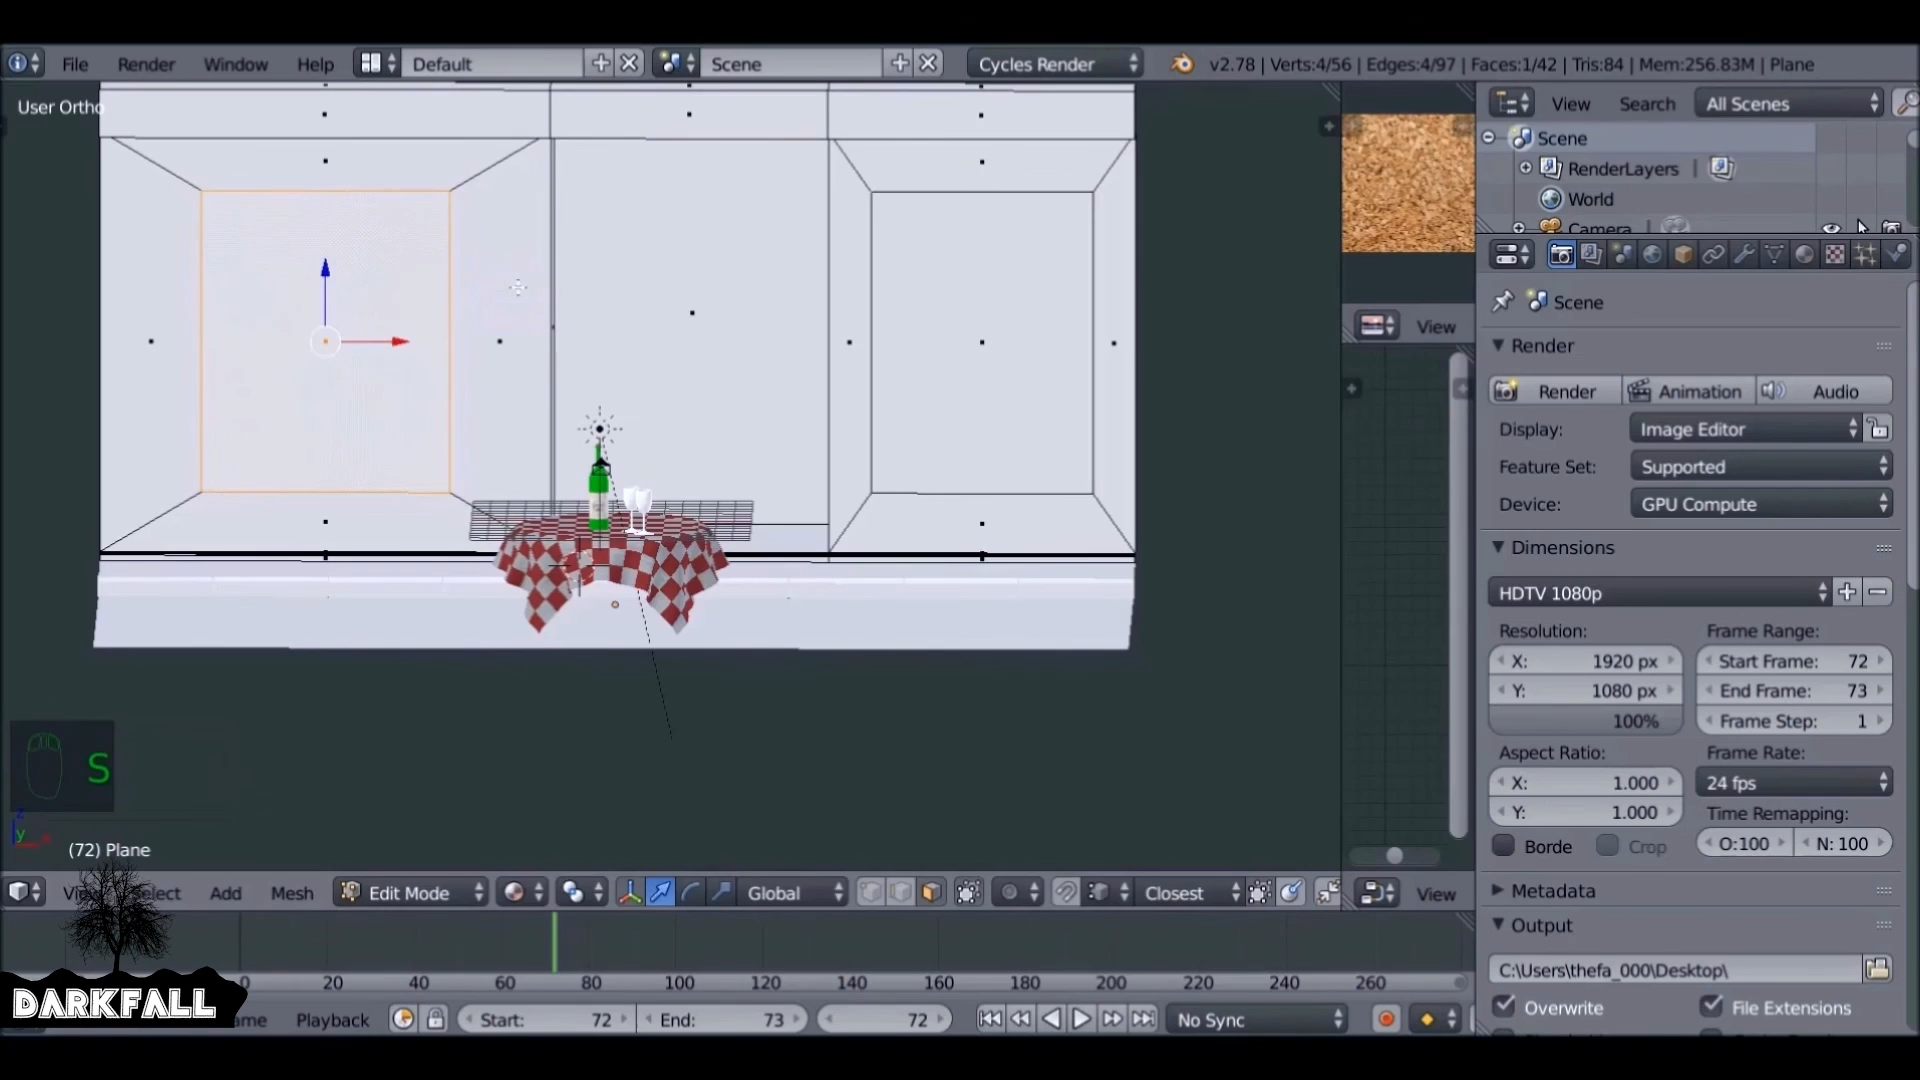 File Render Window Help Default Scene Cycles Render v2.78 | Verts:4/56 | Edges:4/97 | Faces:1/42 | Tris:84 | Mem:256.83M | Plane
User Ortho
View Search All Scenes
Scene
RenderLayers
World
Camera
Scene
View
Render
Render Animation Audio
Display: Image Editor
Feature Set: Supported
Device: GPU Compute
Dimensions
HDTV 1080p
Resolution: Frame Range:
X: 1920 px Start Frame: 72
Y: 1080 px End Frame: 73
100% Frame Step: 1
Aspect Ratio: Frame Rate:
X: 1.000 24 fps
Y: 1.000 Time Remapping:
Borde Crop O:100 N: 100
S
z
y
(72) Plane
Add Mesh Edit Mode Global Closest View
Metadata
Output
C:\Users\thefa_000\Desktop\
Overwrite File Extensions
0 20 40 60 80 100 120 140 160 180 200 220 240 260
DARKFALL
Playback Start: 72 End: 73 72 No Sync